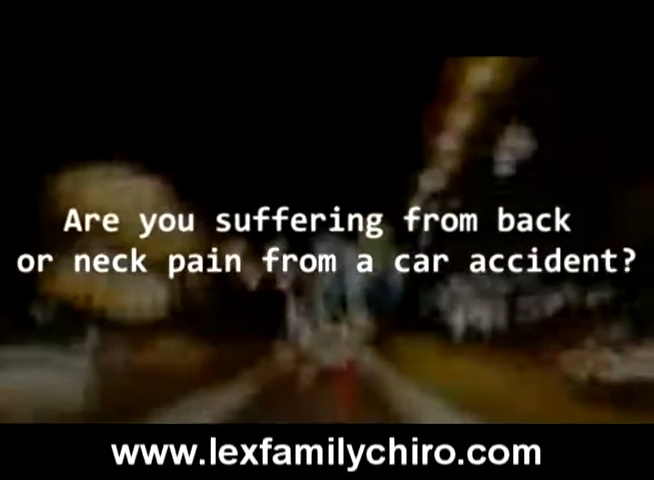 Are you suffering from back
or neck pain from a car accident?
www.lexfamilychiro.com